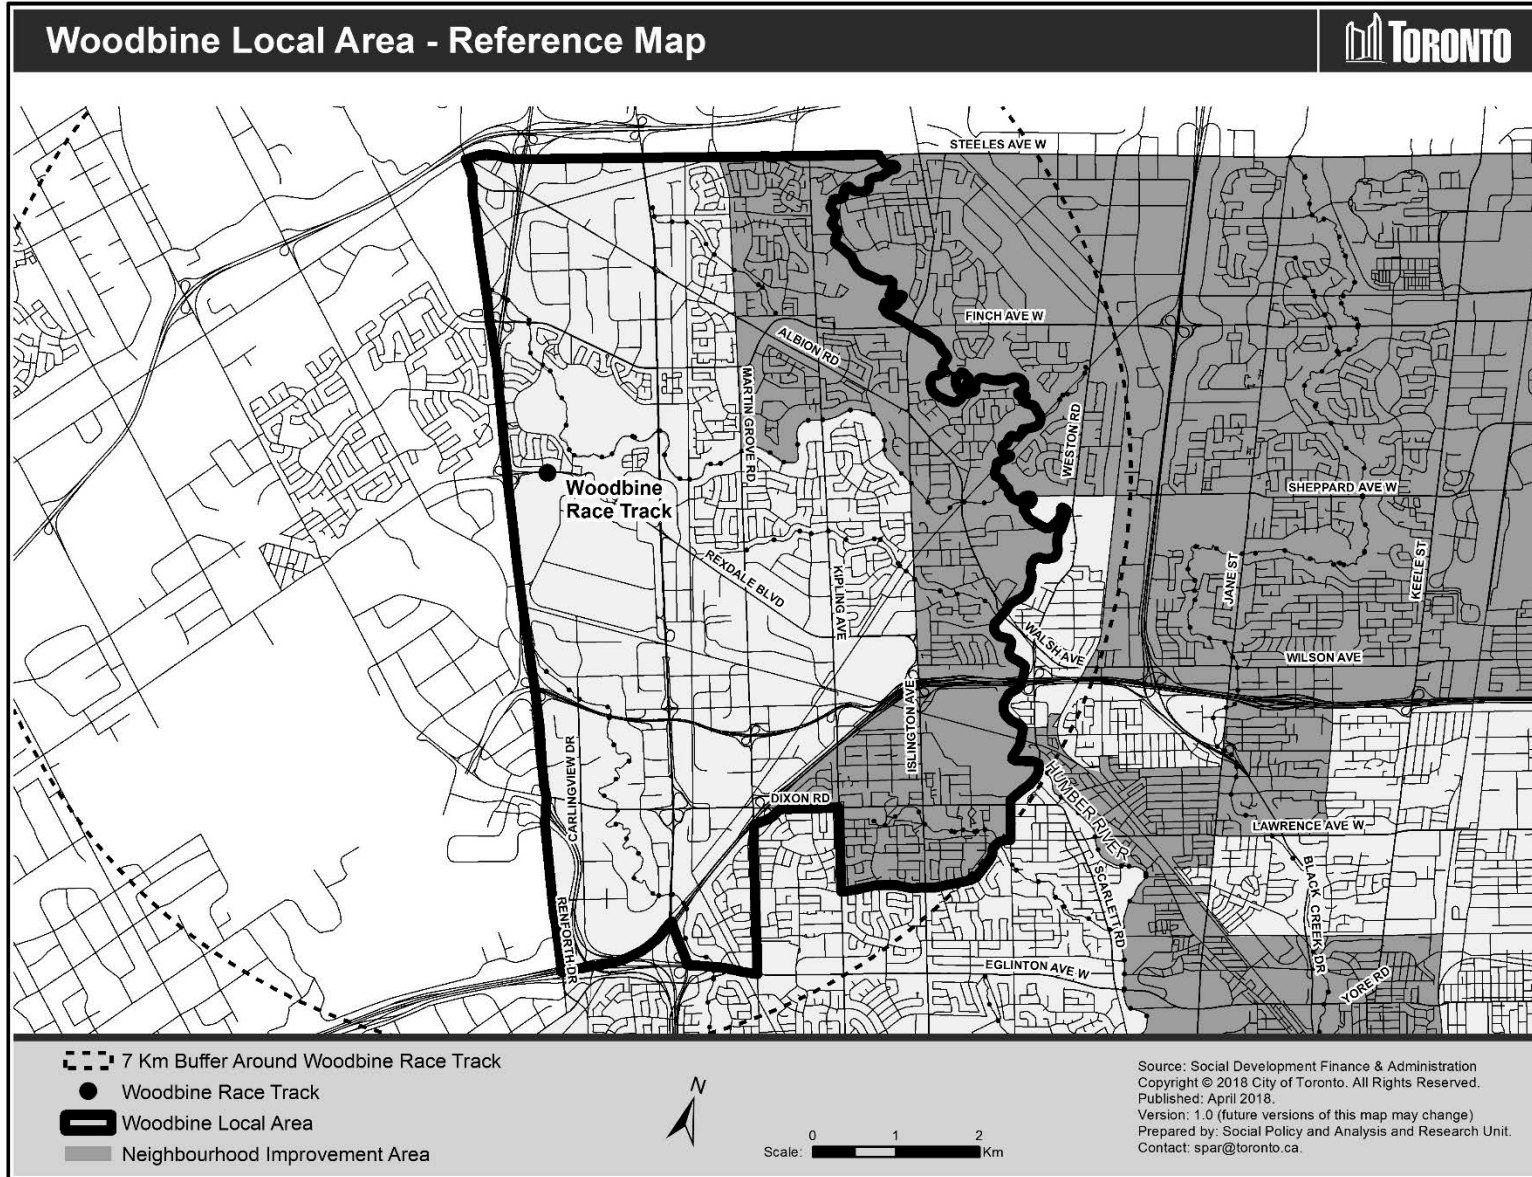 Woodbine Local Area - Reference Map
TORONTO
STEELES AVE W
FINCH AVE W
ALBION RD
MARTIN GROVE RD
WESTON RD
Woodbine
Race Track
SHEPPARD AVE W
REXDALE BLVD
KIPLING AVE
JANE ST
KEELE ST
WALSH AVE
WILSON AVE
ISLINGTON AVE
CARLINGVIEW DR
DIXON RD
HUMBER RIVER
LAWRENCE AVE W
SCARLETT RD
BLACK CREEK DR
RENFORTH DR
EGLINTON AVE W
YORE RD
7 Km Buffer Around Woodbine Race Track
Woodbine Race Track
Woodbine Local Area
Neighbourhood Improvement Area
N
Scale:
0 1 2
Km
Source: Social Development Finance & Administration
Copyright © 2018 City of Toronto. All Rights Reserved.
Published: April 2018.
Version: 1.0 (future versions of this map may change)
Prepared by: Social Policy and Analysis and Research Unit.
Contact: spar@toronto.ca.